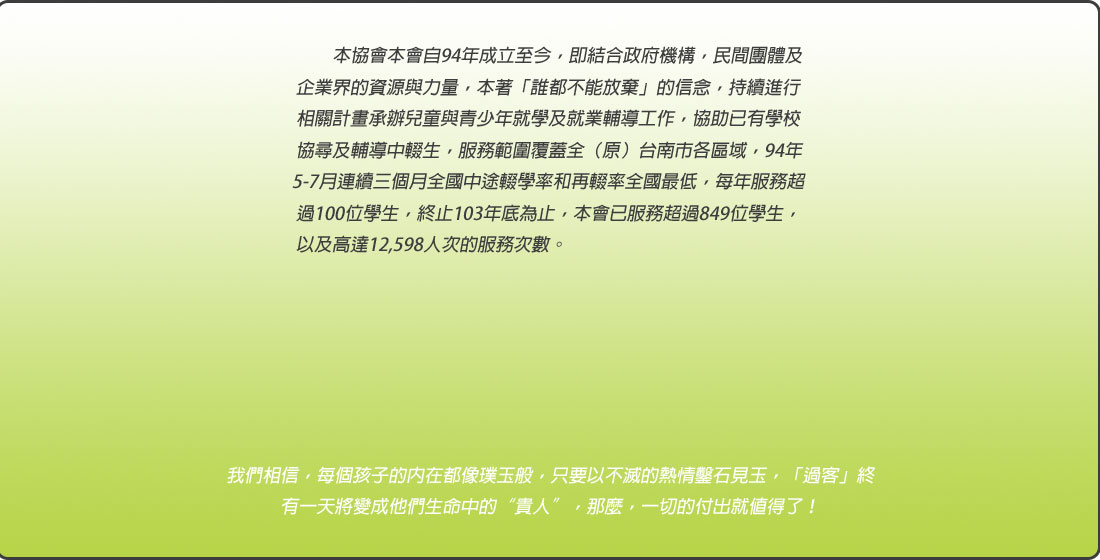 本協會本會自94年成立至今，即結合政府機構，民間團體及
企業界的資源與力量，本著「誰都不能放棄」的信念，持續進行
相關計畫承辦兒童與青少年就學及就業輔導工作，協助已有學校
協尋及輔導中輟生，服務範圍覆蓋全（原）台南市各區域，94年
5-7月連續三個月全國中途輟學率和再輟率全國最低，每年服務超
過100位學生，終止103年底為止，本會已服務超過849位學生，
以及高達12,598人次的服務次數。
我們相信，每個孩子的內在都像璞玉般，只要以不滅的熱情鑿石見玉，「過客」終
有一天將變成他們生命中的“貴人”，那麼，一切的付出就值得了！